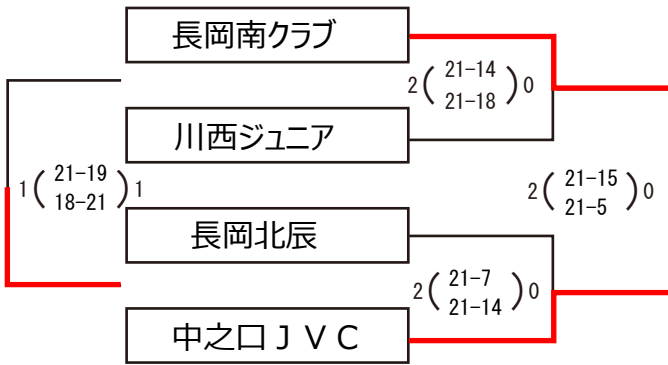 長岡南クラブ
2 ( 21-14 ) 0
21-18
川西ジュニア
1 ( 21-19 ) 1
18-21
2 ( 21-15 ) 0
21-5
長岡北辰
2 ( 21-7 ) 0
21-14
中之口ＪＶＣ